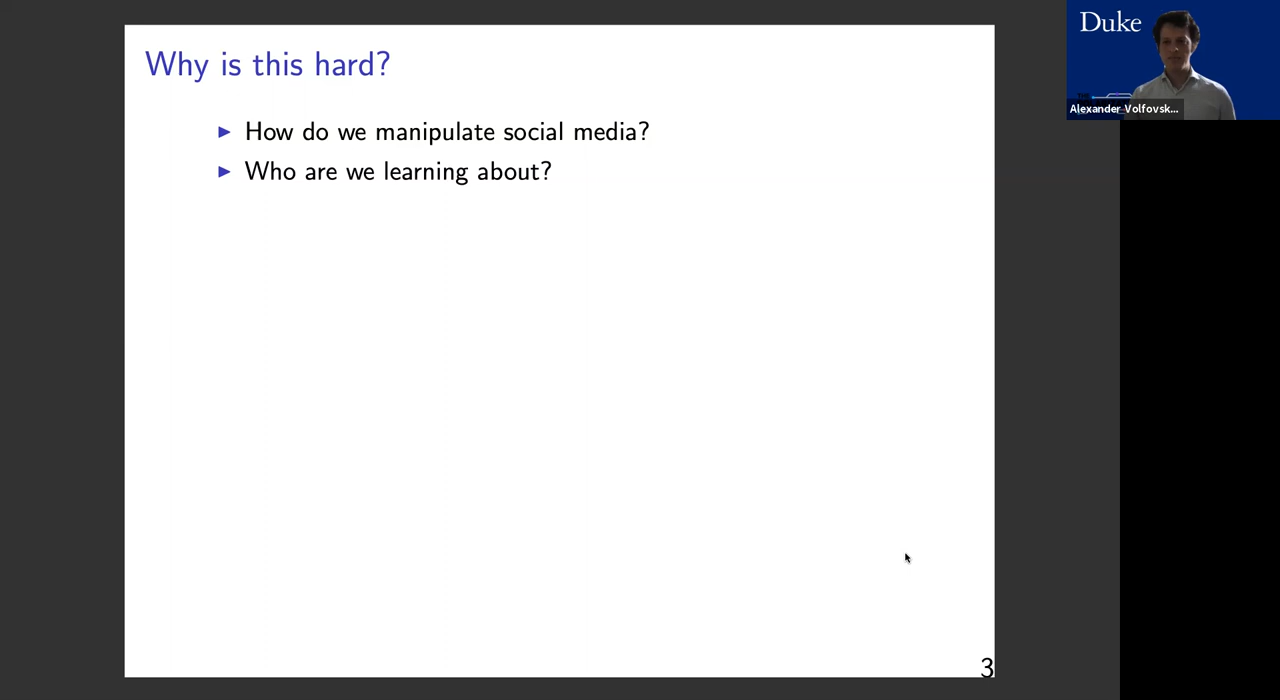 Why is this hard?
How do we manipulate social media?
Who are we learning about?
3
Duke
THE
Alexander Volfovsk...